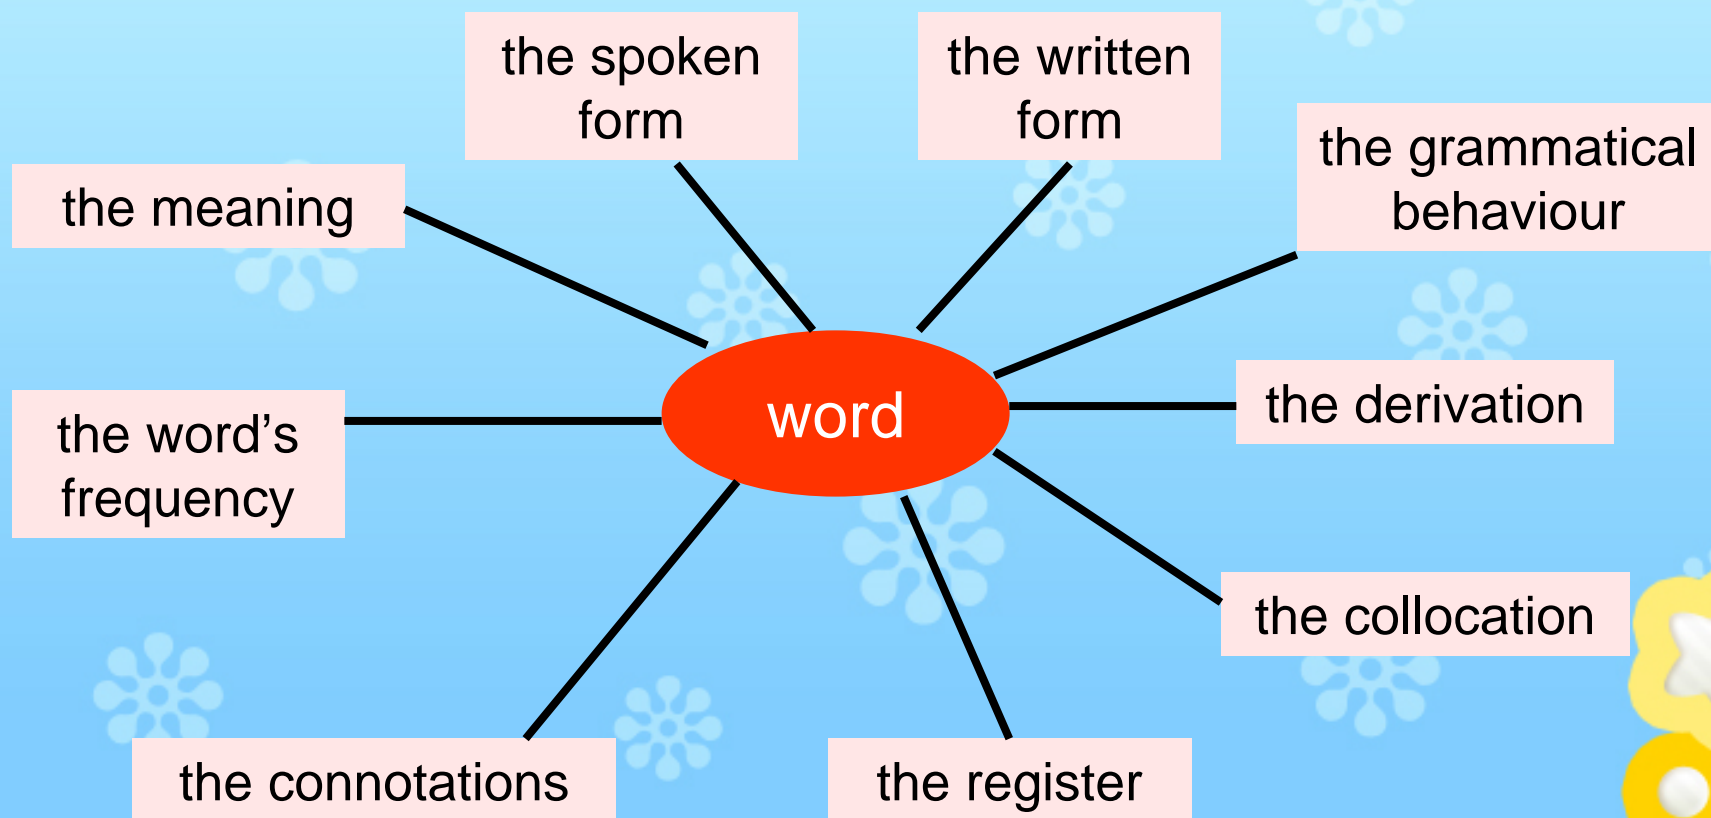 the spoken
form
the written
form
the grammatical
behaviour
the meaning
word
the derivation
the word’s
frequency
the collocation
the connotations
the register